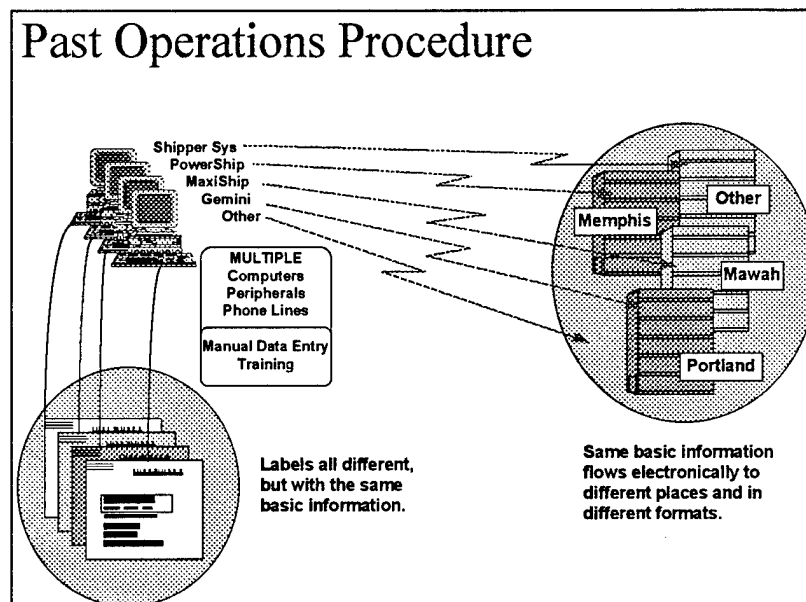 Past Operations Procedure
Shipper Sys
PowerShip
MaxiShip
Gemini
Other
MULTIPLE
Computers
Peripherals
Phone Lines
Manual Data Entry
Training
Other
Memphis
Mawah
Portland
Labels all different,
but with the same
basic information.
Same basic information
flows electronically to
different places and in
different formats.